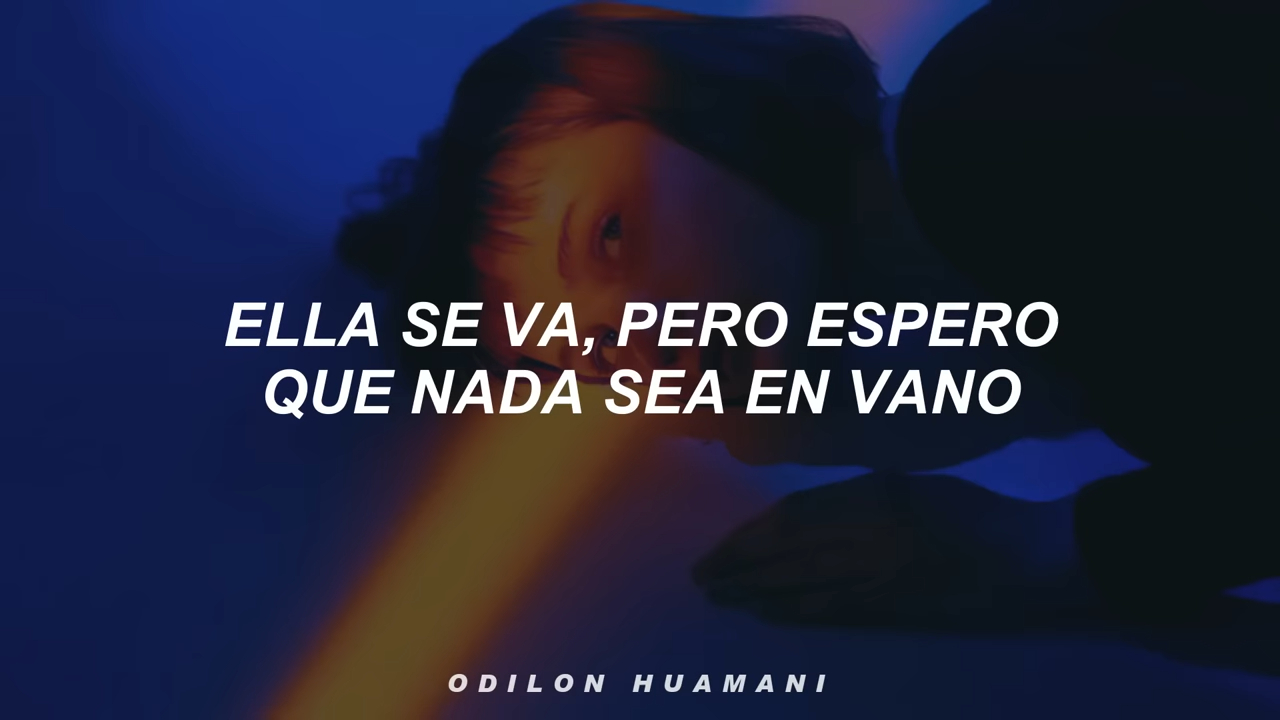 ELLA SE VA, PERO ESPERO
QUE NADA SEA EN VANO
ODILON HUAMANI